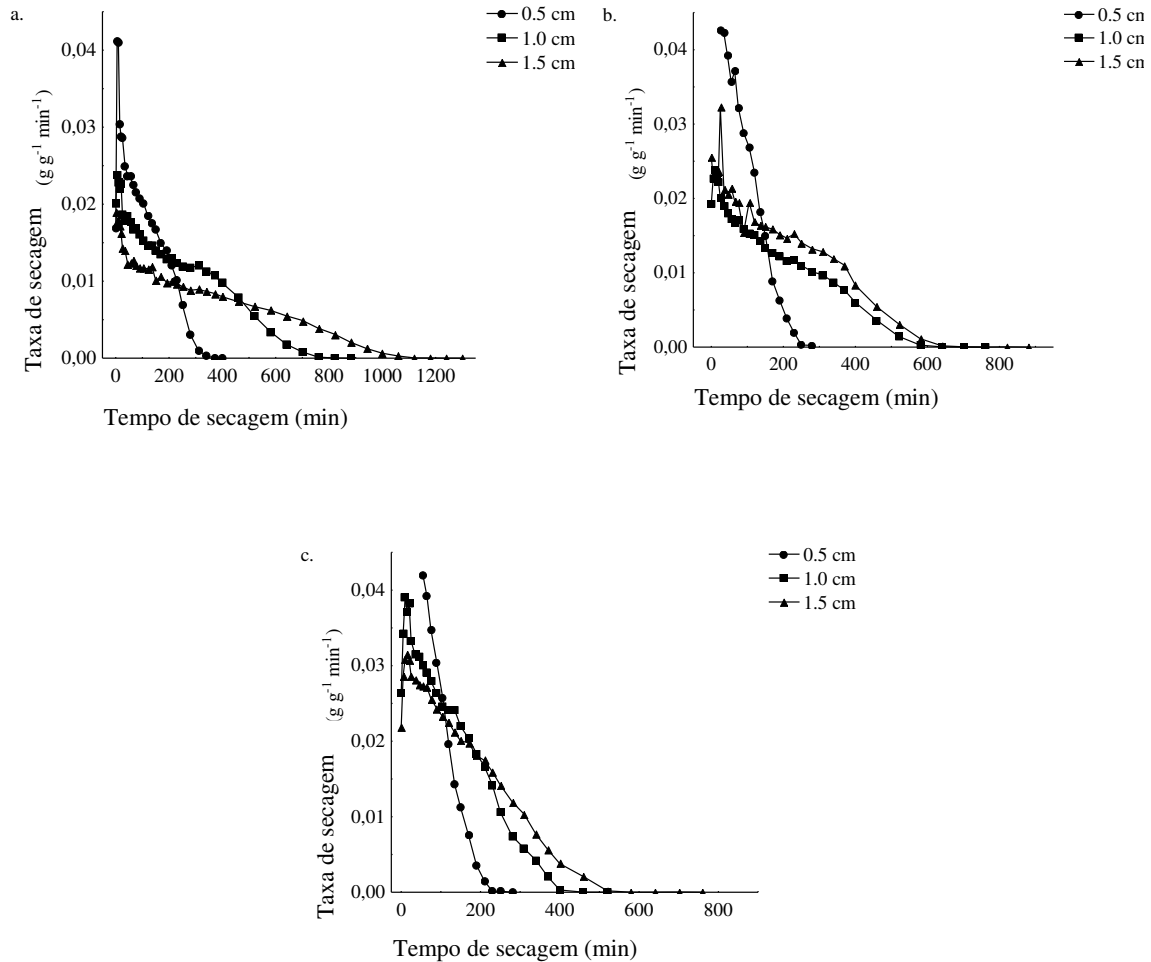 a.
0.5 cm
1.0 cm
1.5 cm
0,04
0,03
0,02
0,01
0,00
Taxa de secagem (g g⁻¹ min⁻¹)
0 200 400 600 800 1000 1200
Tempo de secagem (min)
b.
0.5 cn
1.0 cn
1.5 cn
0,04
0,03
0,02
0,01
0,00
Taxa de secagem (g g⁻¹ min⁻¹)
0 200 400 600 800
Tempo de secagem (min)
c.
0.5 cm
1.0 cm
1.5 cm
0,04
0,03
0,02
0,01
0,00
Taxa de secagem (g g⁻¹ min⁻¹)
0 200 400 600 800
Tempo de secagem (min)